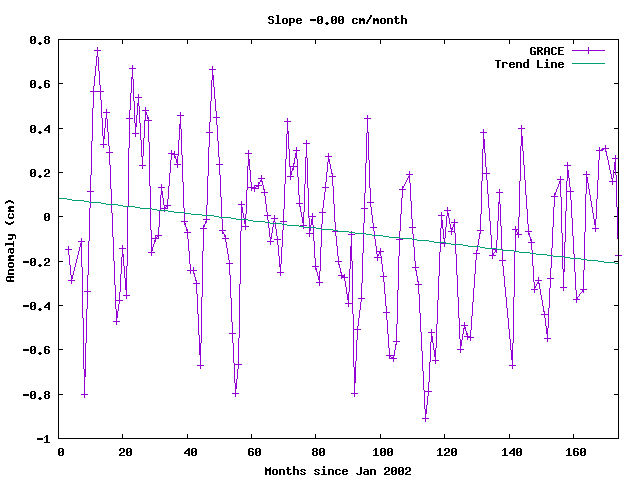 Slope -0.00 cm/month
GRACE
Trend Line
0.8
0.6
0.4
0.2
0
-0.2
-0.4
-0.6
-0.8
-1
Anomaly (cm)
0 20 40 60 80 100 120 140 160
Months since Jan 2002